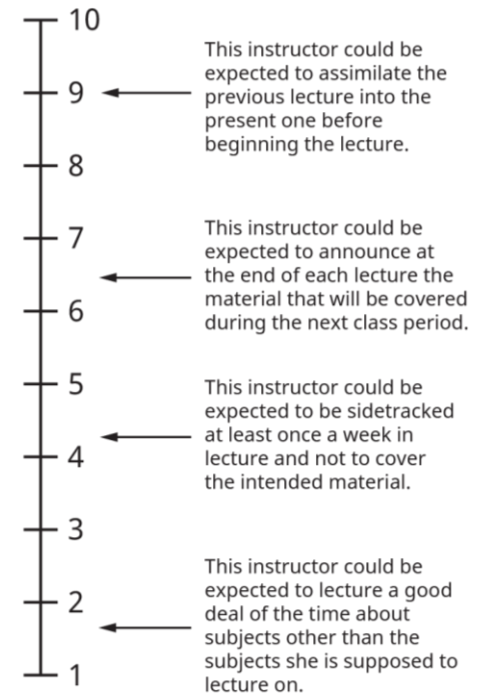 10
This instructor could be
expected to assimilate the
9
previous lecture into the
present one before
beginning the lecture.
8
This instructor could be
7
expected to announce at
the end of each lecture the
material that will be covered
6
during the next class period.
5
This instructor could be
expected to be sidetracked
at least once a week in
4
lecture and not to cover
the intended material.
3
This instructor could be
expected to lecture a good
2
deal of the time about
subjects other than the
subjects she is supposed to
1
lecture on.